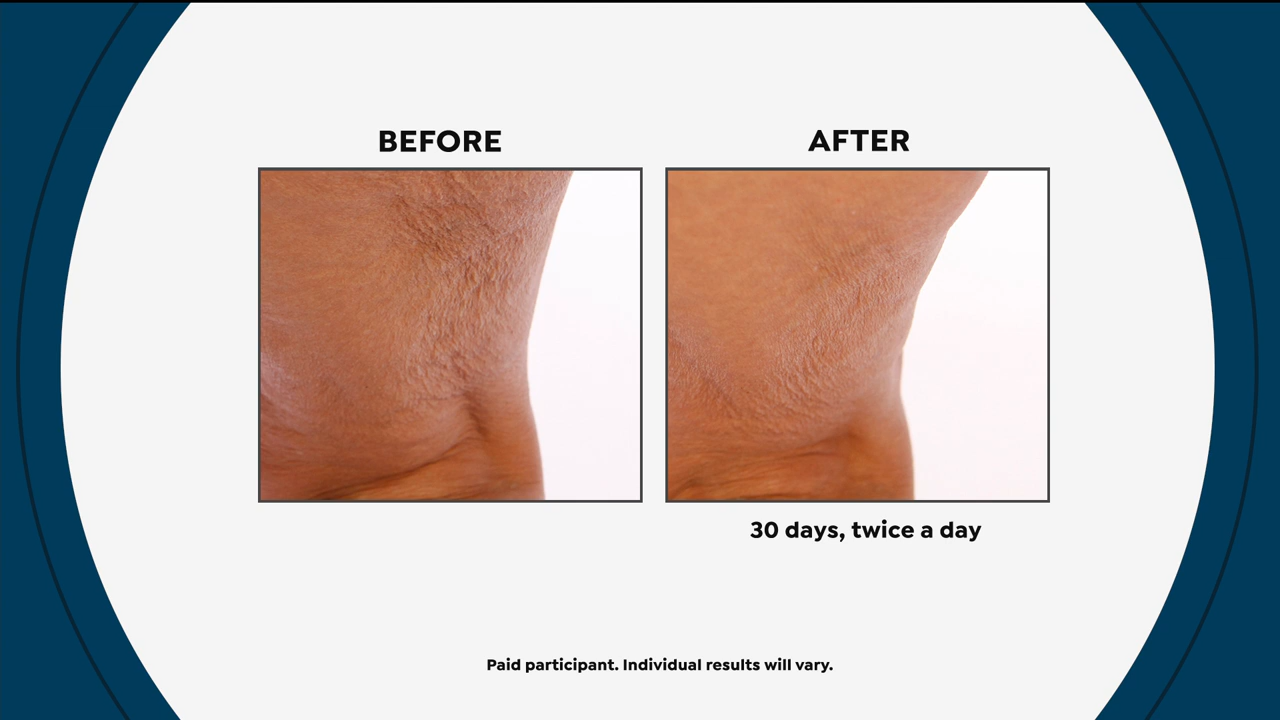 BEFORE
AFTER
30 days, twice a day
Paid participant. Individual results will vary.